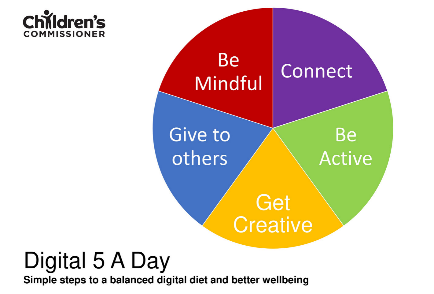 Children's
COMMISSIONER
Be
Mindful
Connect
Give to
others
Be
Active
Get
Creative
Digital 5 A Day
Simple steps to a balanced digital diet and better wellbeing